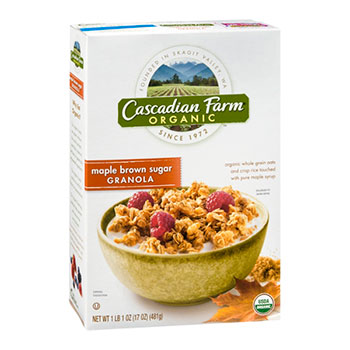 FOUNDED IN SKAGIT VALLEY, WA
Cascadian Farm
ORGANIC
SINCE 1972
maple brown sugar
GRANOLA
organic whole grain oats
and crisp rice touched
with pure maple syrup
USDA
ORGANIC
NET WT 1 LB 1 OZ (17 OZ) (481g)